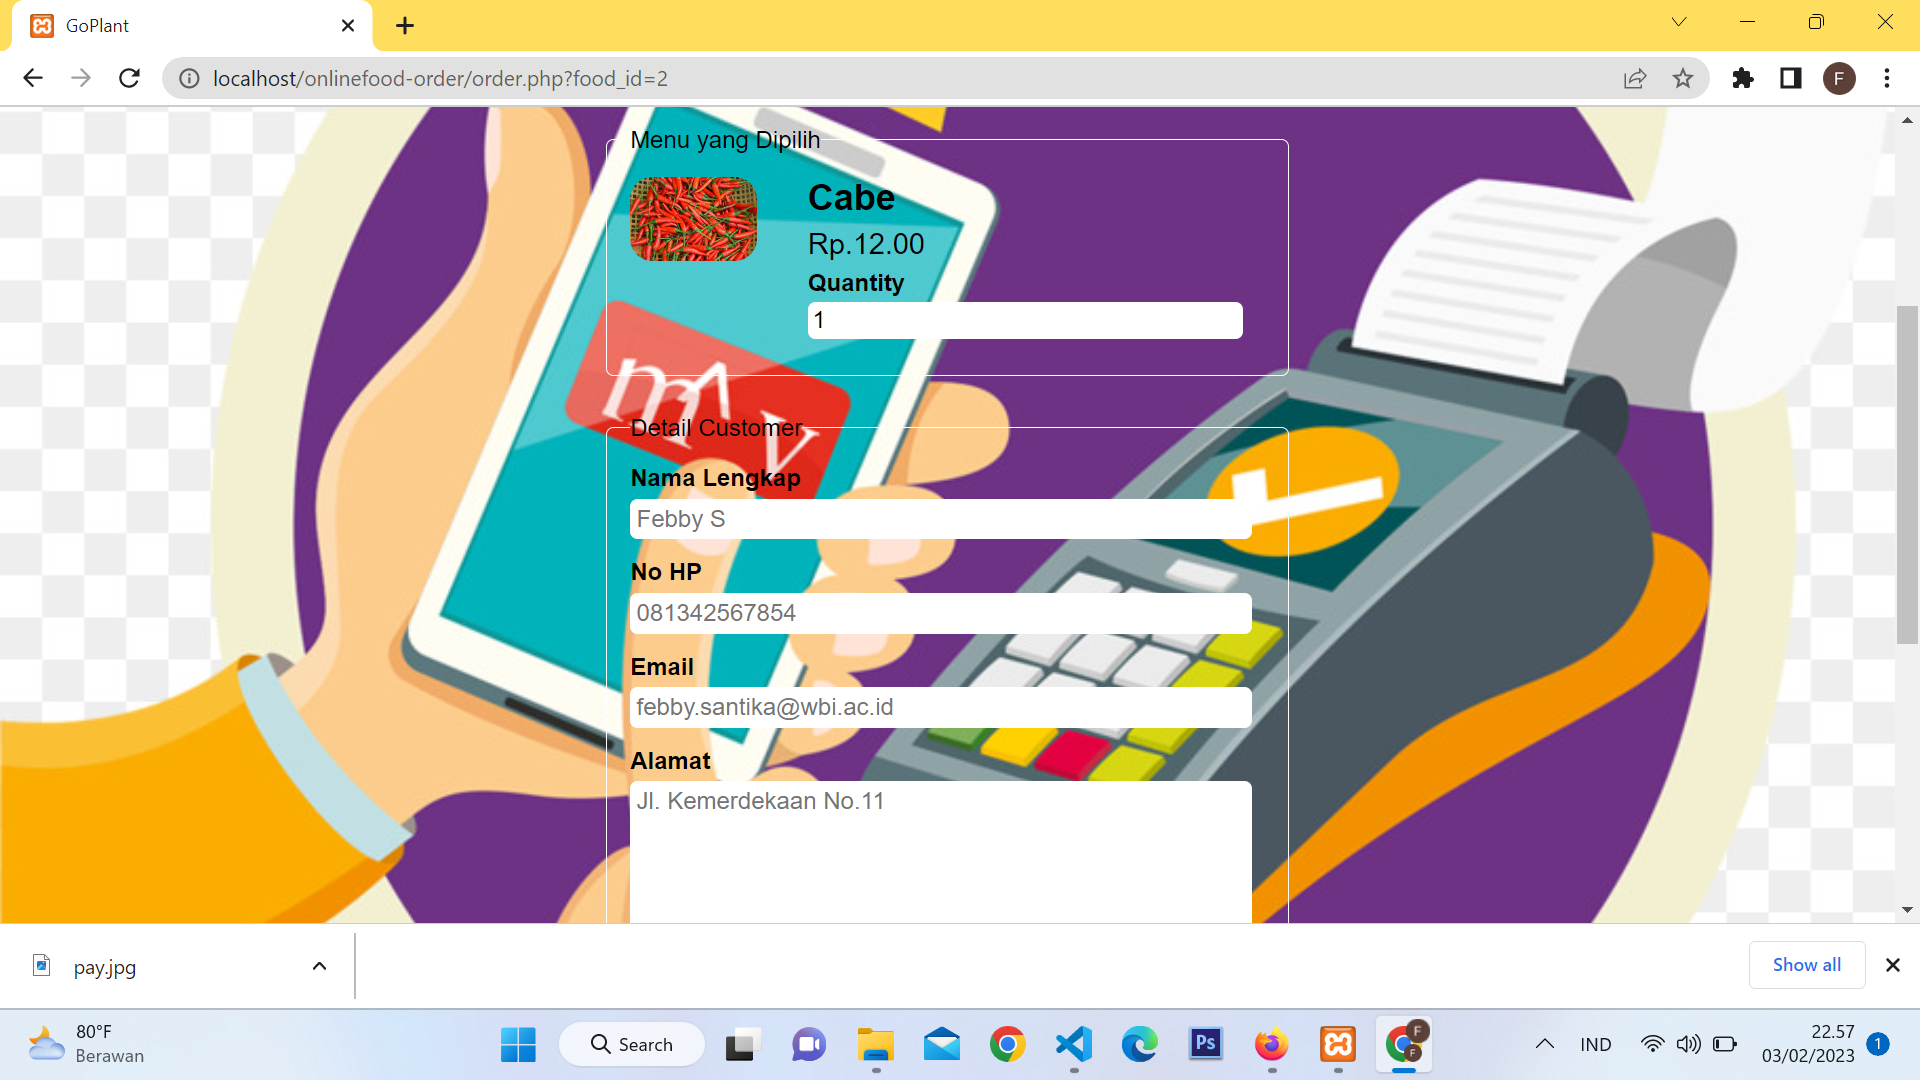 GoPlant
localhost/onlinefood-order/order.php?food_id=2
F
Menu yang Dipilih
Cabe
Rp.12.00
Quantity
1
m
v
Detail Customer
Nama Lengkap
Febby S
No HP
081342567854
Email
febby.santika@wbi.ac.id
Alamat
Jl. Kemerdekaan No.11
pay.jpg
Show all
80°F
Berawan
Search
Ps
F
F
IND
22.57
03/02/2023
1